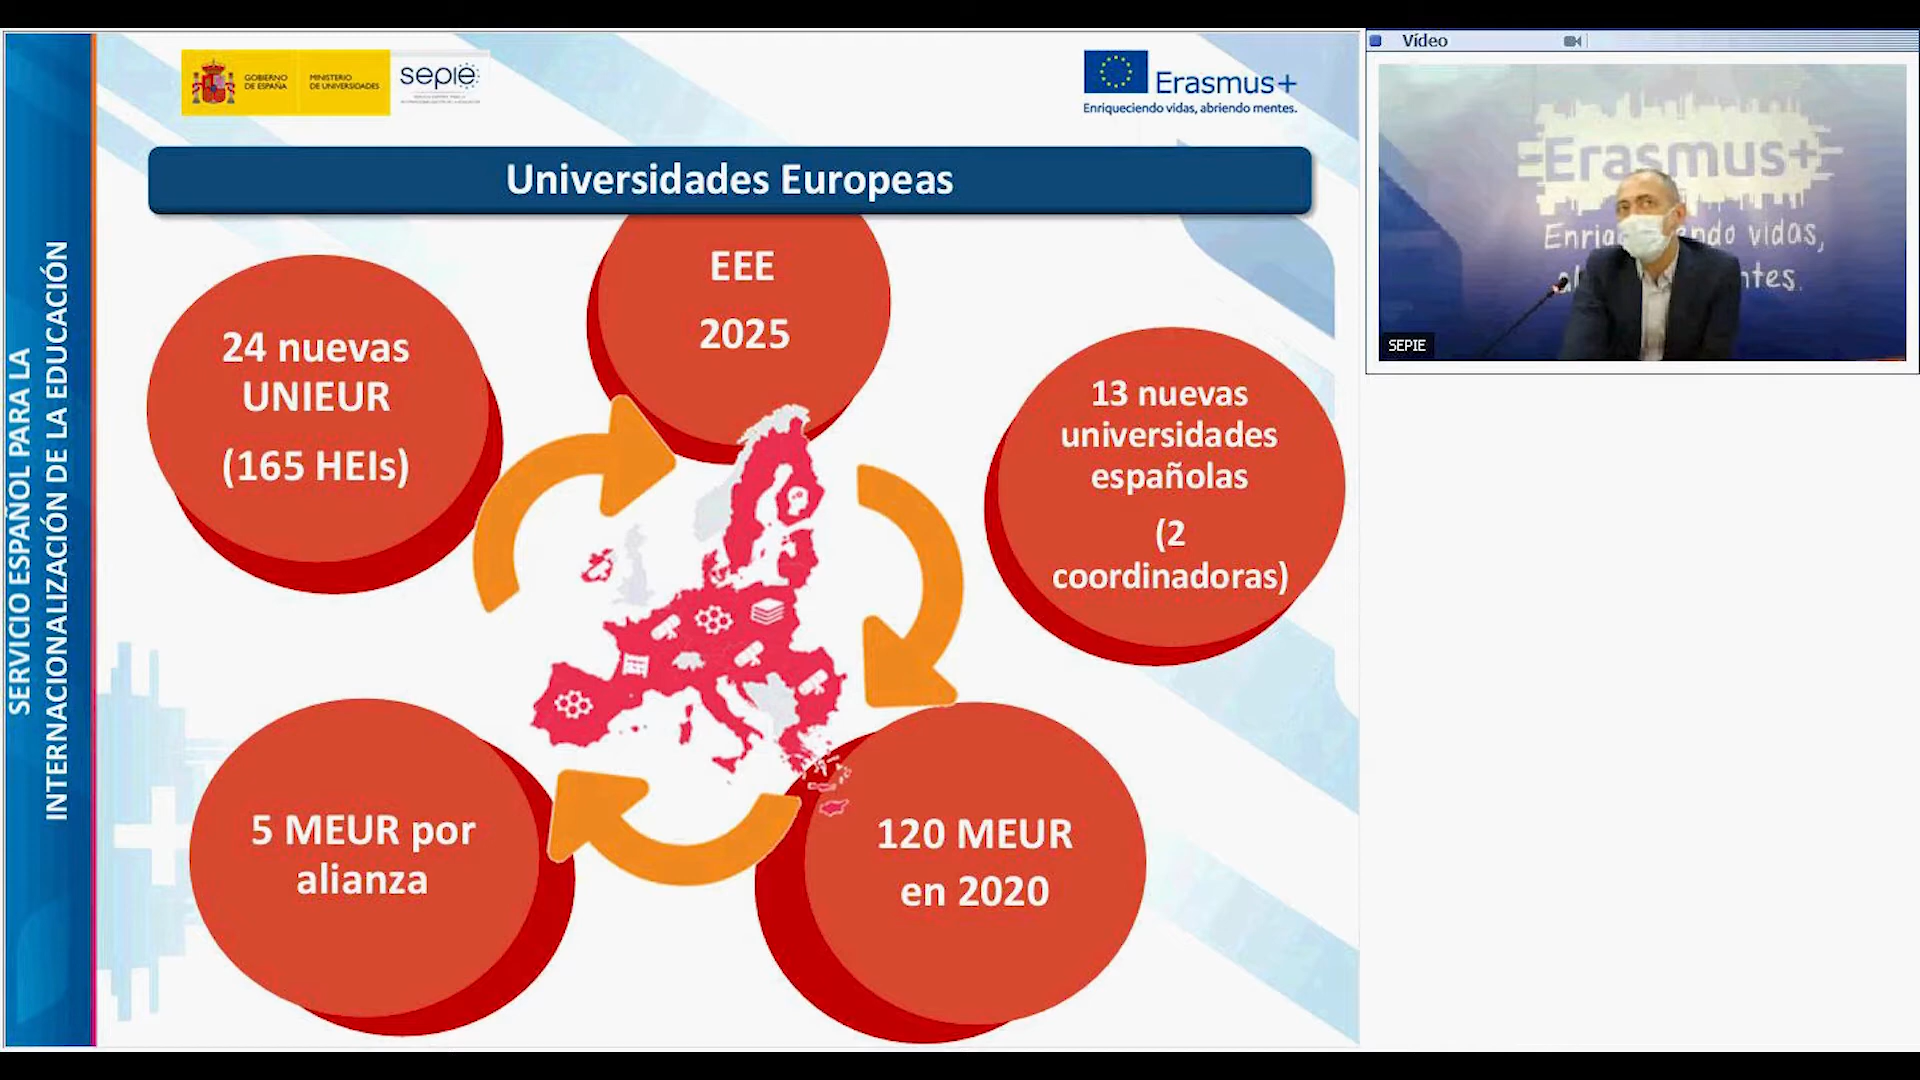 GOBIERNO
DE ESPAÑA
MINISTERIO
DE UNIVERSIDADES
sepie
Erasmus+
Enriqueciendo vidas, abriendo mentes.
Universidades Europeas
SERVICIO ESPAÑOL PARA LA
INTERNACIONALIZACIÓN DE LA EDUCACIÓN
24 nuevas
UNIEUR
(165 HEIs)
EEE
2025
13 nuevas
universidades
españolas
(2
coordinadoras)
5 MEUR por
alianza
120 MEUR
en 2020
Vídeo
Erasmus+
vidas,
SEPIE